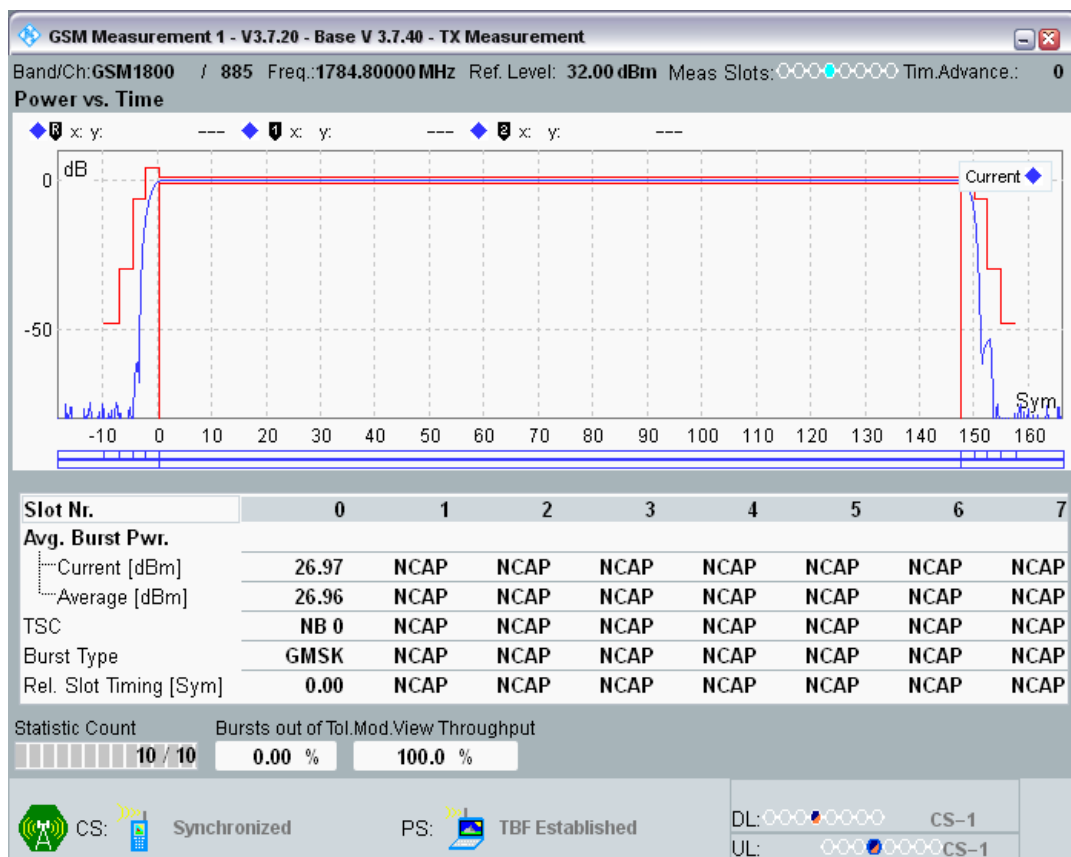 GSM Measurement 1 - V3.7.20 - Base V 3.7.40 - TX Measurement
Band/Ch:GSM1800 / 885 Freq.:1784.80000 MHz Ref. Level: 32.00 dBm Meas Slots: Tim.Advance.: 0
Power vs. Time
R x: y: --- 1 x: y: --- 2 x: y: ---
dB
Current
0
-50
Sym
-10 0 10 20 30 40 50 60 70 80 90 100 110 120 130 140 150 160
Slot Nr. 0 1 2 3 4 5 6 7
Avg. Burst Pwr.
Current [dBm] 26.97 NCAP NCAP NCAP NCAP NCAP NCAP NCAP
Average [dBm] 26.96 NCAP NCAP NCAP NCAP NCAP NCAP NCAP
TSC NB 0 NCAP NCAP NCAP NCAP NCAP NCAP NCAP
Burst Type GMSK NCAP NCAP NCAP NCAP NCAP NCAP NCAP
Rel. Slot Timing [Sym] 0.00 NCAP NCAP NCAP NCAP NCAP NCAP NCAP
Statistic Count Bursts out of Tol.Mod.View Throughput
10 / 10 0.00 % 100.0 %
CS: Synchronized PS: TBF Established
DL: CS-1
UL: CS-1